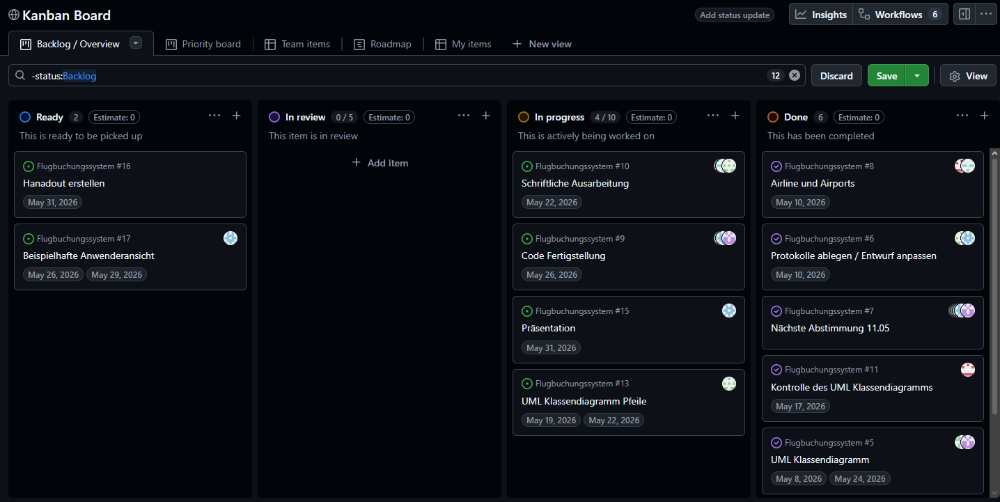 Kanban Board
Add status update
Insights
Workflows 6
Backlog / Overview
Priority board
Team items
Roadmap
My items
New view
-status:Backlog
12
Discard
Save
View
Ready 2 Estimate: 0
This is ready to be picked up
Flugbuchungssystem #16
Hanadout erstellen
May 31, 2026
Flugbuchungssystem #17
Beispielhafte Anwenderansicht
May 26, 2026 May 29, 2026
In review 0 / 5 Estimate: 0
This item is in review
Add item
In progress 4 / 10 Estimate: 0
This is actively being worked on
Flugbuchungssystem #10
Schriftliche Ausarbeitung
May 22, 2026
Flugbuchungssystem #9
Code Fertigstellung
May 26, 2026
Flugbuchungssystem #15
Präsentation
May 31, 2026
Flugbuchungssystem #13
UML Klassendiagramm Pfeile
May 19, 2026 May 22, 2026
Done 6 Estimate: 0
This has been completed
Flugbuchungssystem #8
Airline und Airports
May 10, 2026
Flugbuchungssystem #6
Protokolle ablegen / Entwurf anpassen
May 10, 2026
Flugbuchungssystem #7
Nächste Abstimmung 11.05
Flugbuchungssystem #11
Kontrolle des UML Klassendiagramms
May 17, 2026
Flugbuchungssystem #5
UML Klassendiagramm
May 8, 2026 May 24, 2026